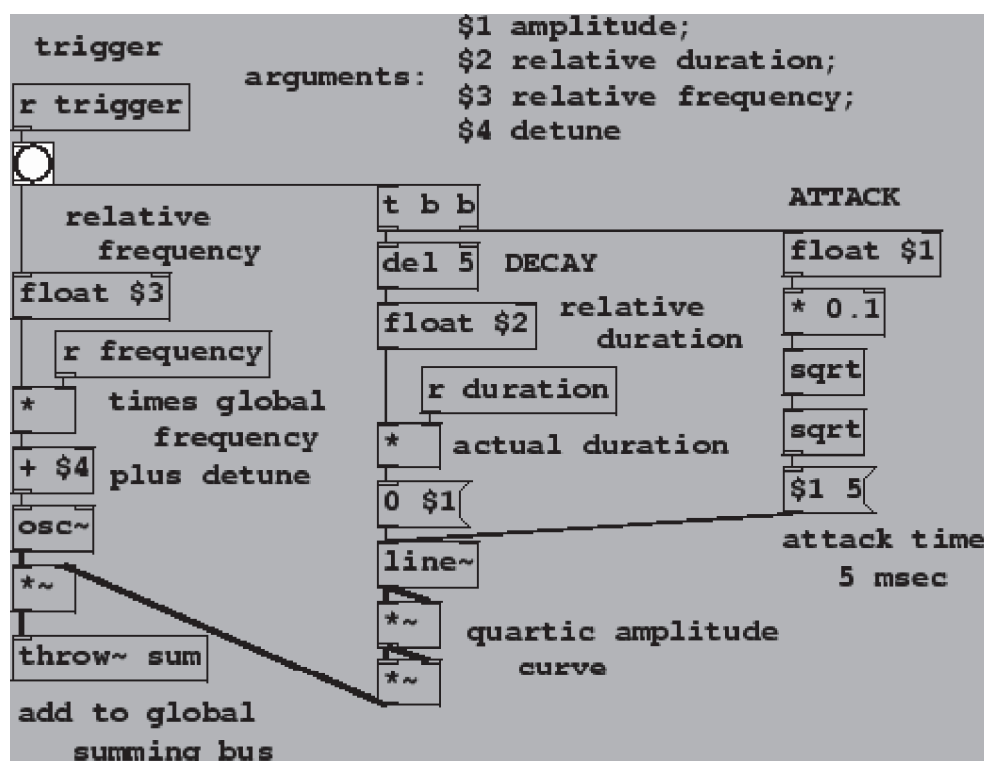 trigger
arguments:
$1 amplitude;
$2 relative duration;
$3 relative frequency;
$4 detune
r trigger
relative
frequency
float $3
r frequency
*
times global
frequency
+ $4
plus detune
osc~
*~
throw~ sum
add to global
summing bus
t b b
del 5
DECAY
float $2
relative
duration
r duration
*
actual duration
0 $1
line~
*~
*~
quartic amplitude
curve
ATTACK
float $1
* 0.1
sqrt
sqrt
$1 5
attack time
5 msec